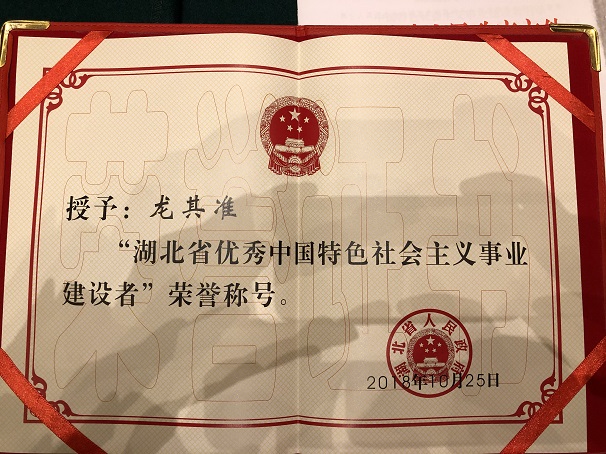 授予：龙其准
“湖北省优秀中国特色社会主义事业
建设者”荣誉称号。
湖北省人民政府
2018年10月25日